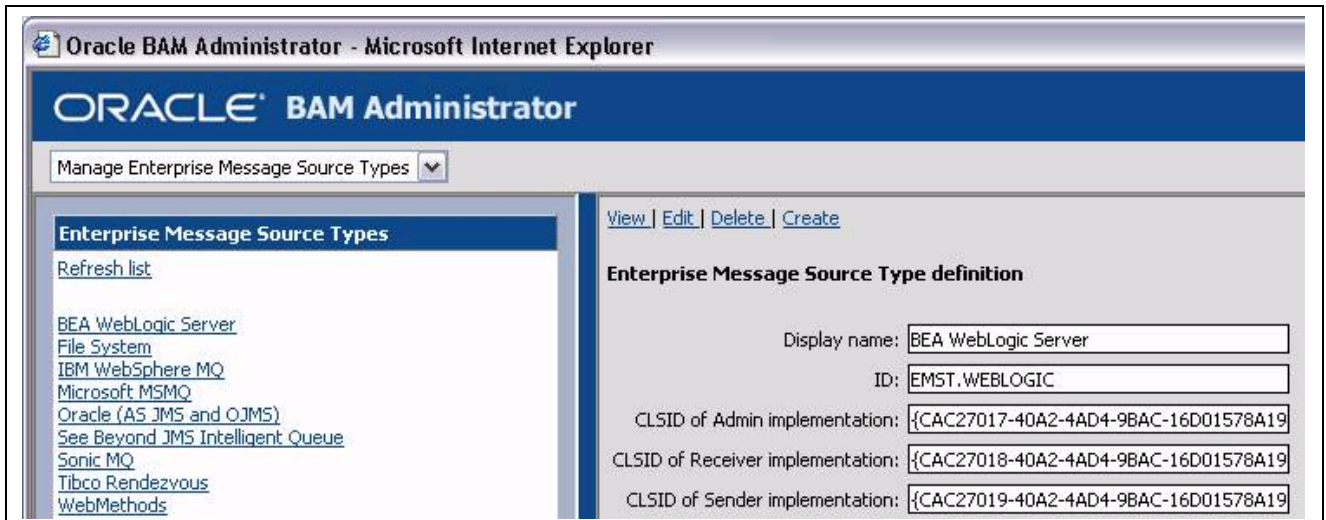 Oracle BAM Administrator - Microsoft Internet Explorer
ORACLE BAM Administrator
Manage Enterprise Message Source Types
Enterprise Message Source Types
Refresh list
BEA WebLogic Server
File System
IBM WebSphere MQ
Microsoft MSMQ
Oracle (AS JMS and OJMS)
See Beyond JMS Intelligent Queue
Sonic MQ
Tibco Rendezvous
WebMethods
View | Edit | Delete | Create
Enterprise Message Source Type definition
Display name: BEA WebLogic Server
ID: EMST.WEBLOGIC
CLSID of Admin implementation: {CAC27017-40A2-4AD4-9BAC-16D01578A19
CLSID of Receiver implementation: {CAC27018-40A2-4AD4-9BAC-16D01578A19
CLSID of Sender implementation: {CAC27019-40A2-4AD4-9BAC-16D01578A19